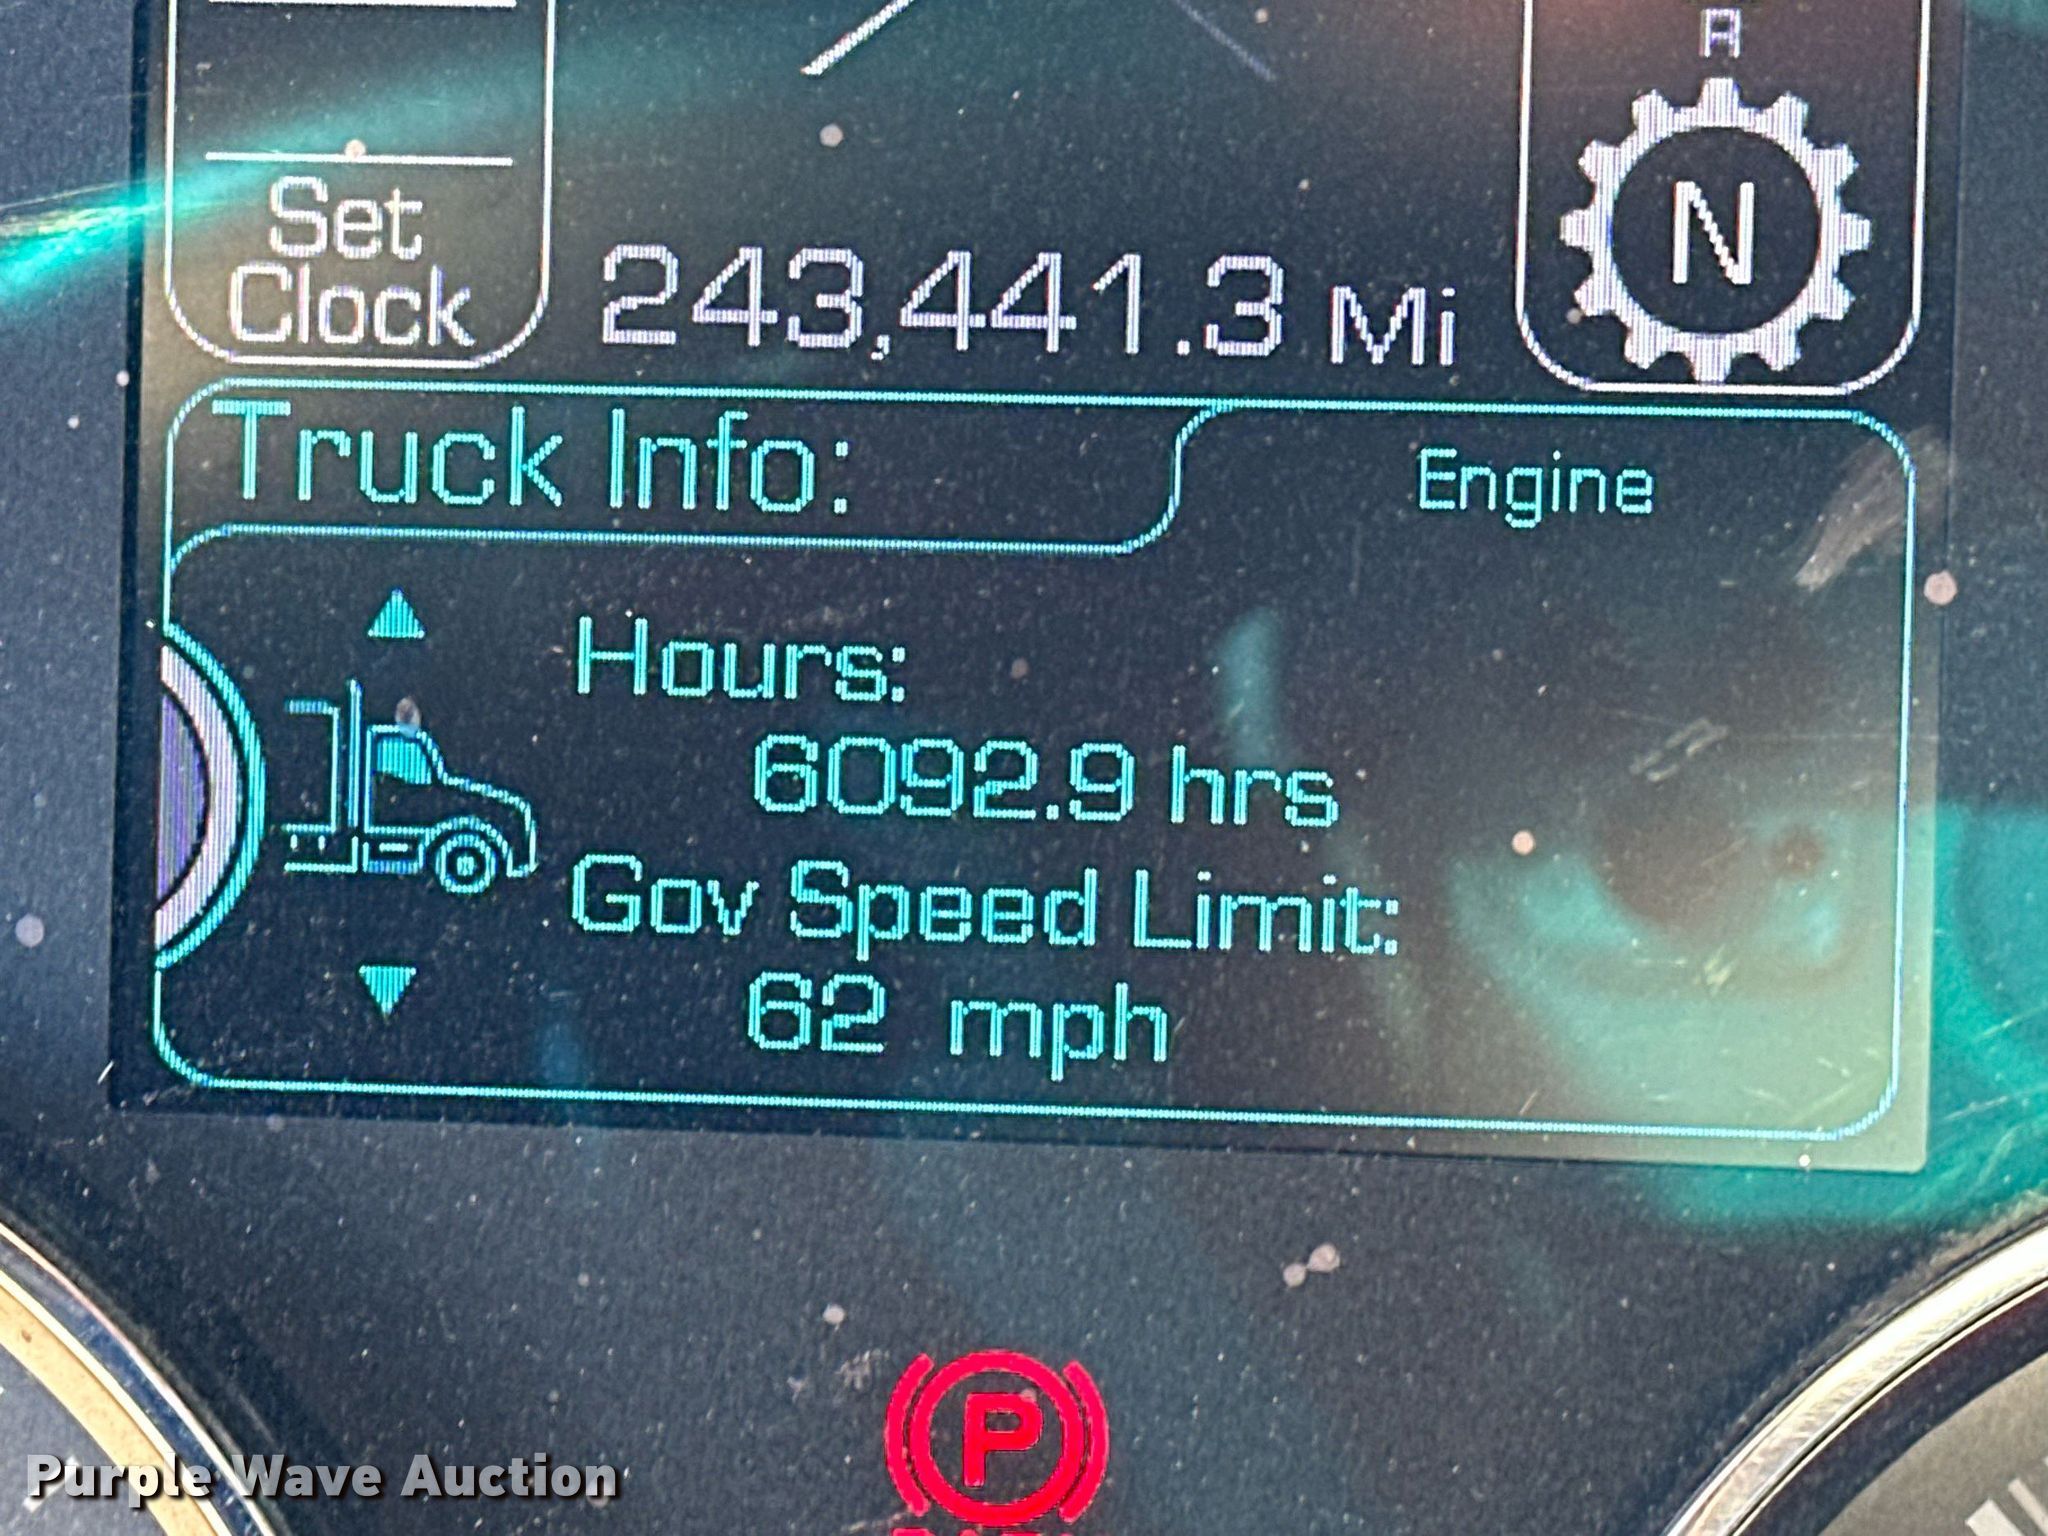 A
N
Set
Clock
243,441.3 Mi
Truck Info:
Engine
Hours:
6092.9 hrs
Gov Speed Limit:
62 mph
P
Purple Wave Auction